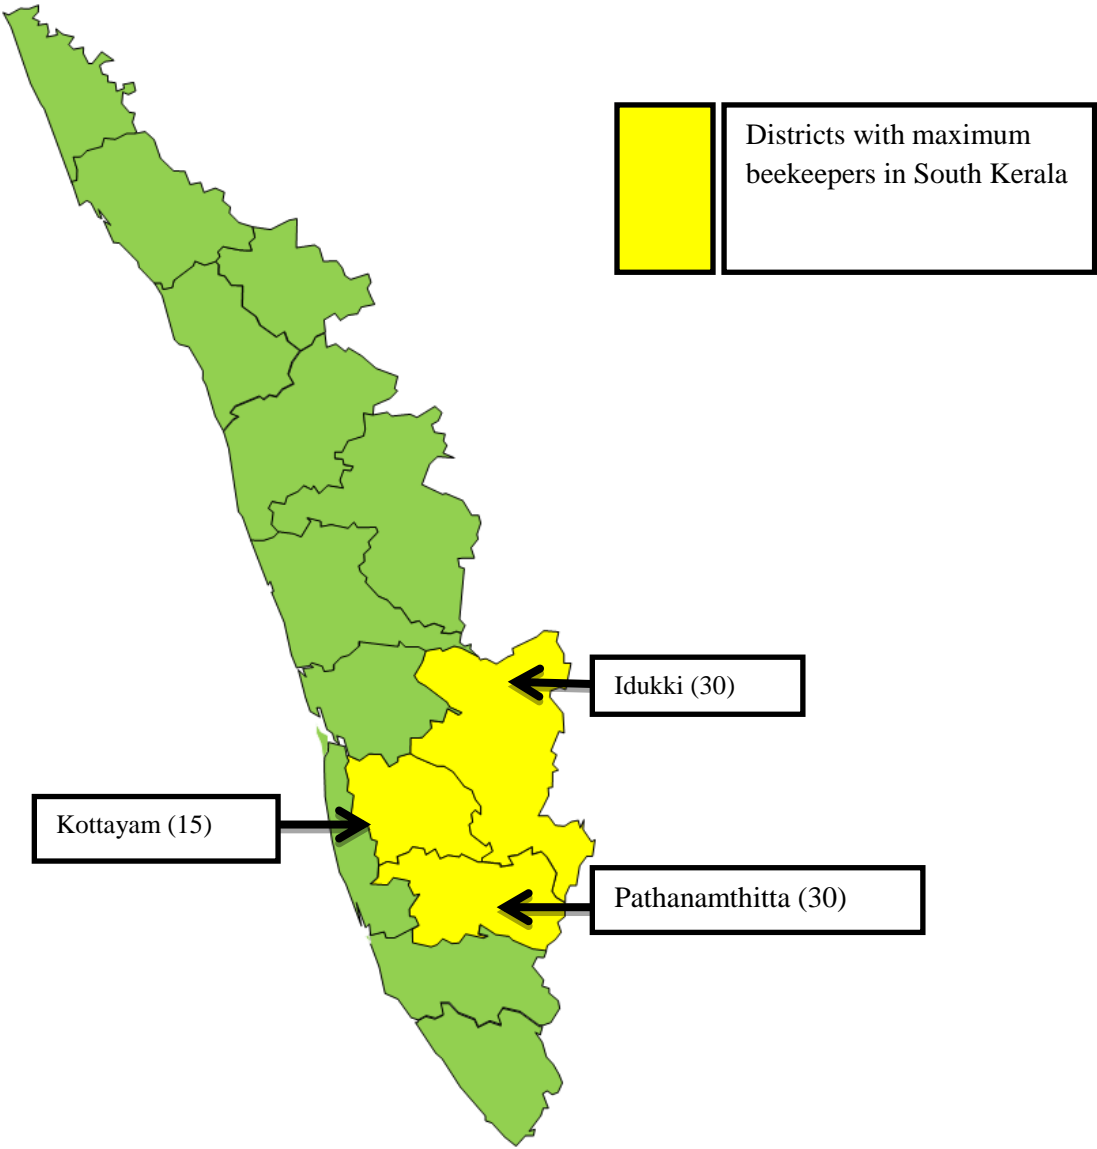 Districts with maximum
beekeepers in South Kerala
Idukki (30)
Kottayam (15)
Pathanamthitta (30)